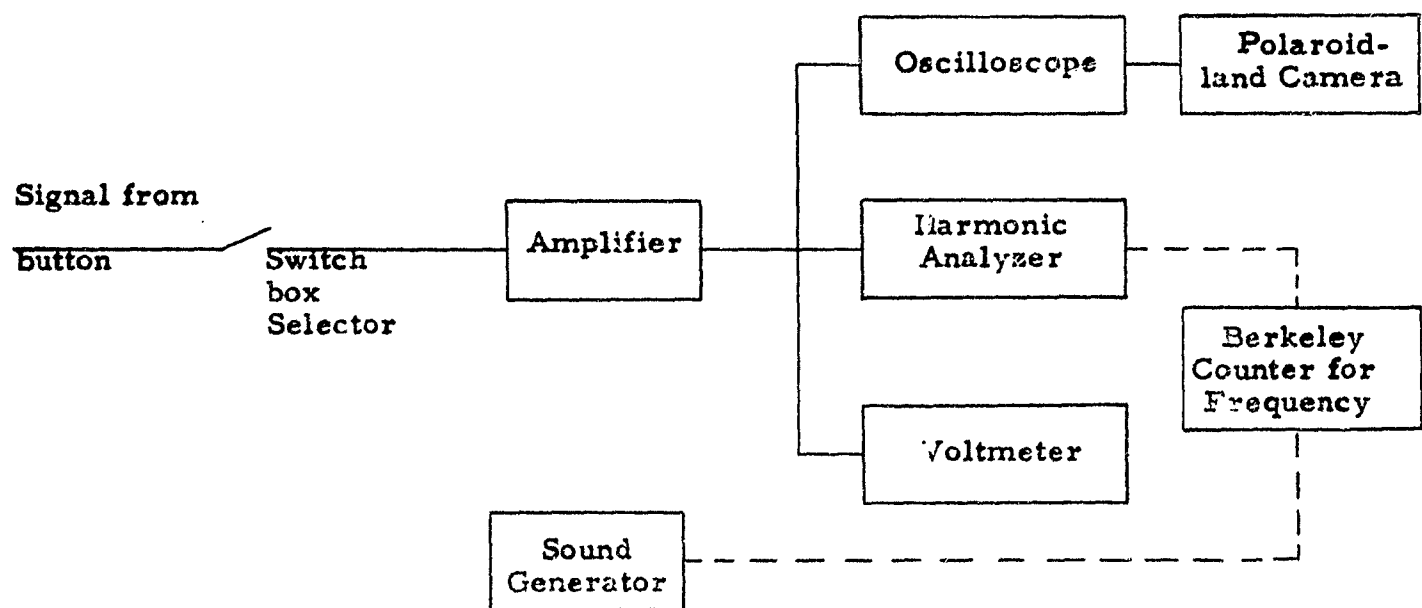 Oscilloscope
Polaroid-
land Camera
Signal from
button
Switch
box
Selector
Amplifier
Harmonic
Analyzer
Berkeley
Counter for
Frequency
Voltmeter
Sound
Generator